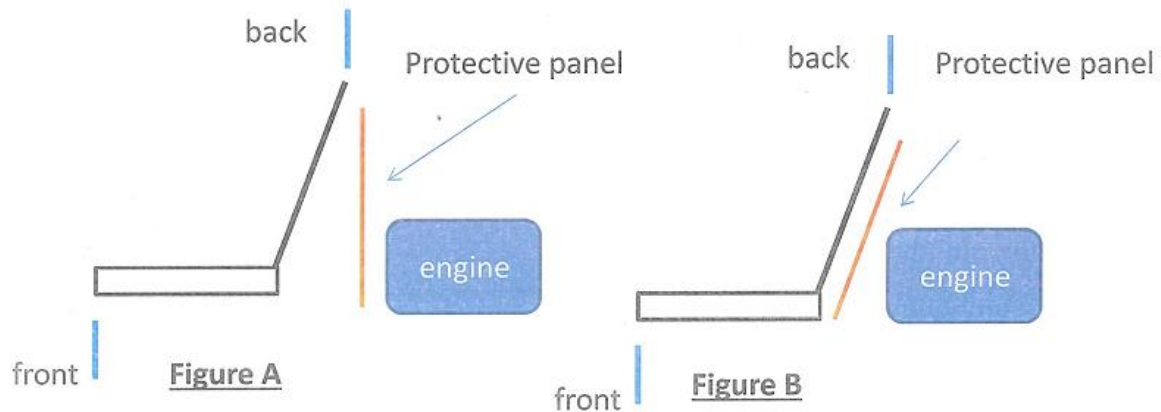 back
Protective panel
engine
front
Figure A
back
Protective panel
engine
front
Figure B